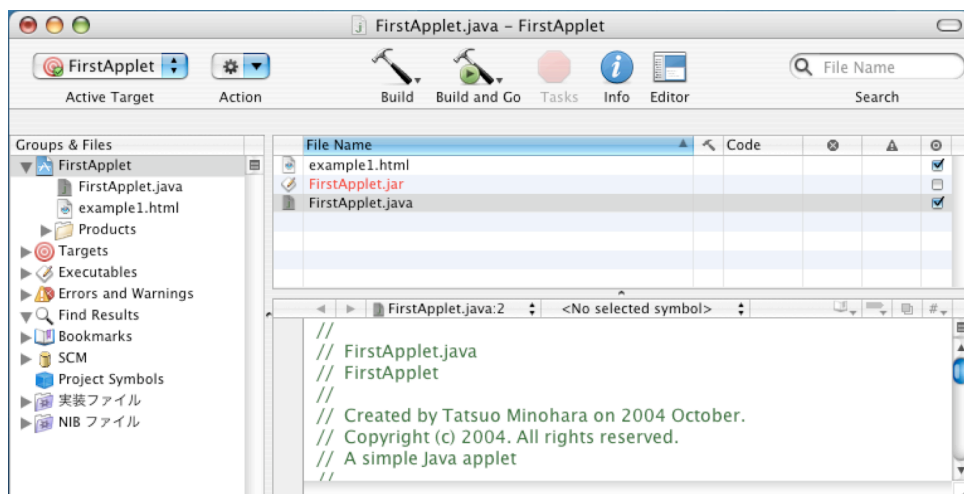 FirstApplet.java – FirstApplet
FirstApplet
File Name
Active Target
Action
Build
Build and Go
Tasks
Info
Editor
Search
Groups & Files
FirstApplet
FirstApplet.java
example1.html
Products
Targets
Executables
Errors and Warnings
Find Results
Bookmarks
SCM
Project Symbols
実装ファイル
NIB ファイル
File Name
Code
example1.html
FirstApplet.jar
FirstApplet.java
FirstApplet.java:2
<No selected symbol>
#
//
// FirstApplet.java
// FirstApplet
//
// Created by Tatsuo Minohara on 2004 October.
// Copyright (c) 2004. All rights reserved.
// A simple Java applet
//